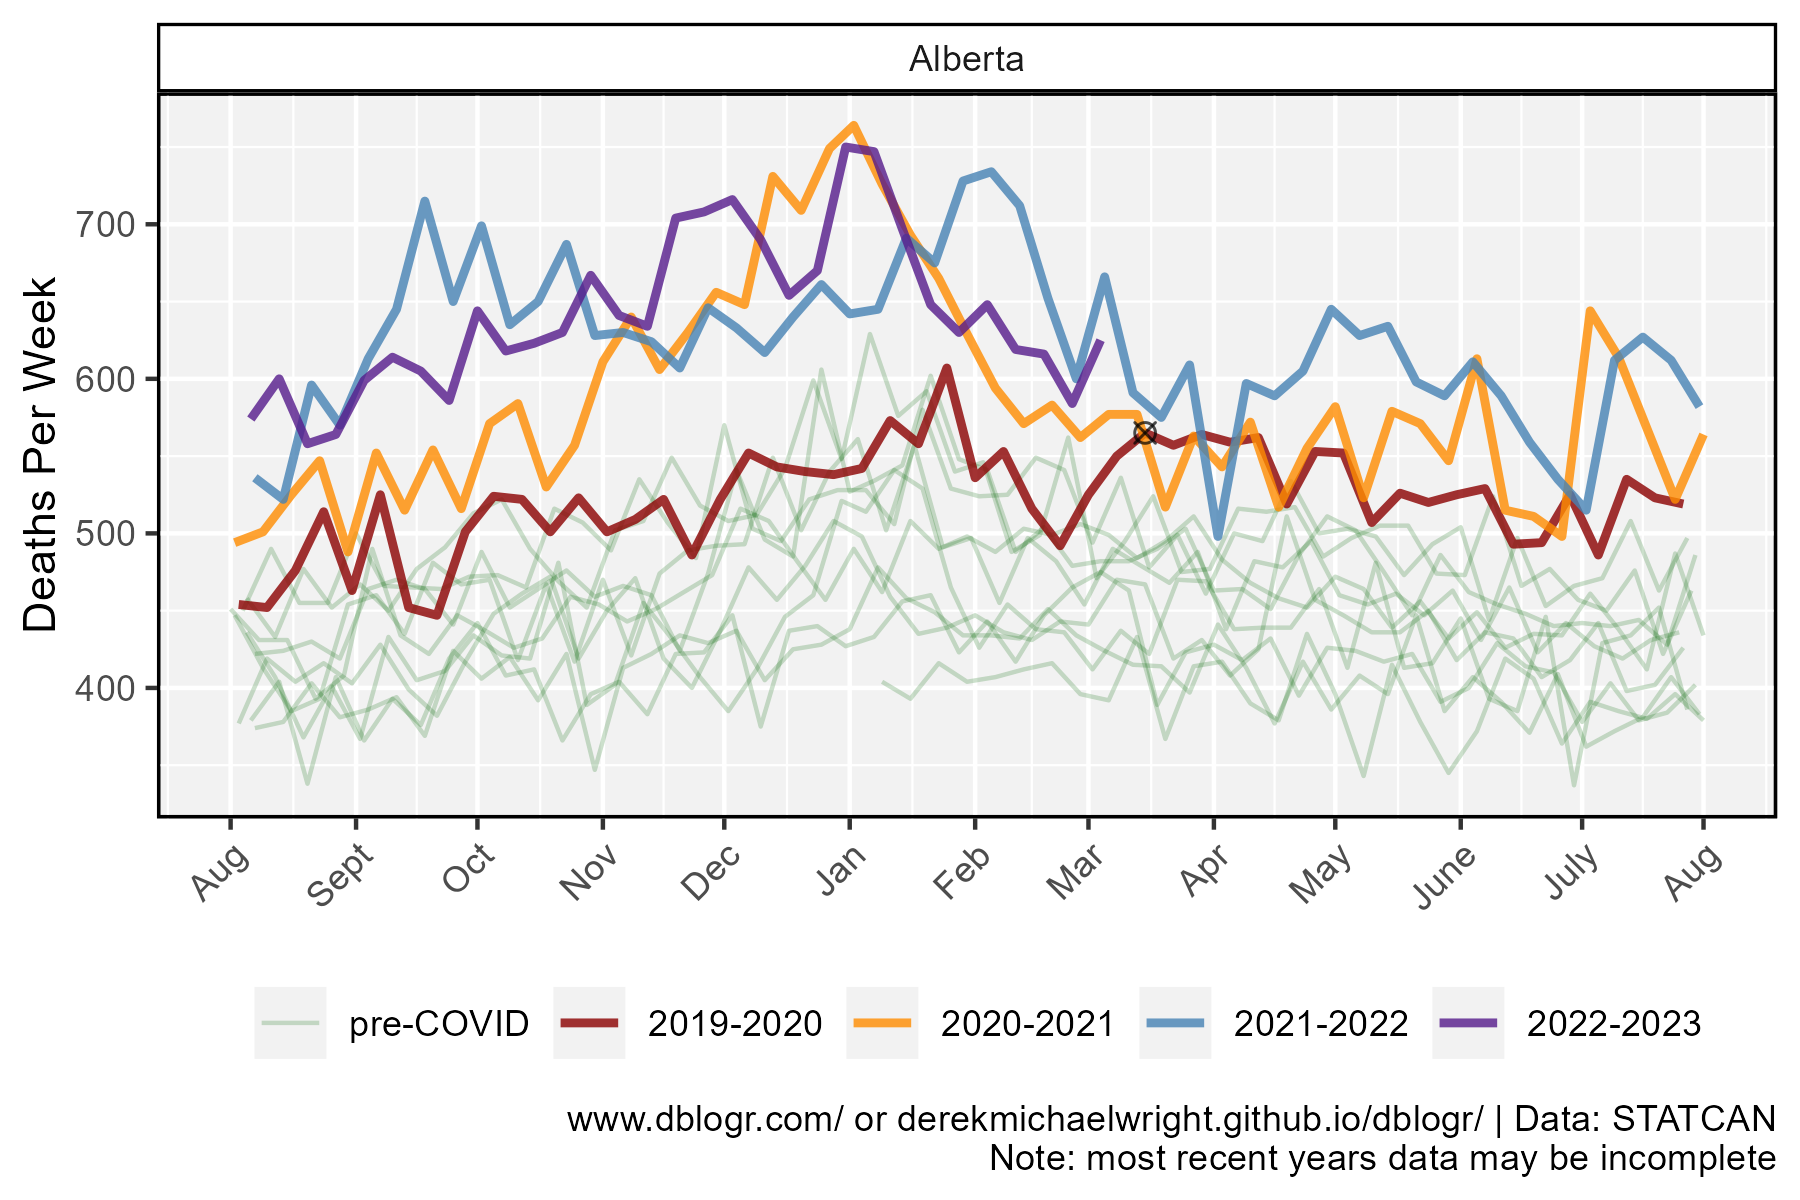 Alberta
Deaths Per Week
700
600
500
400
Aug Sept Oct Nov Dec Jan Feb Mar Apr May June July Aug
pre-COVID 2019-2020 2020-2021 2021-2022 2022-2023
www.dblogr.com/ or derekmichaelwright.github.io/dblogr/ | Data: STATCAN
Note: most recent years data may be incomplete